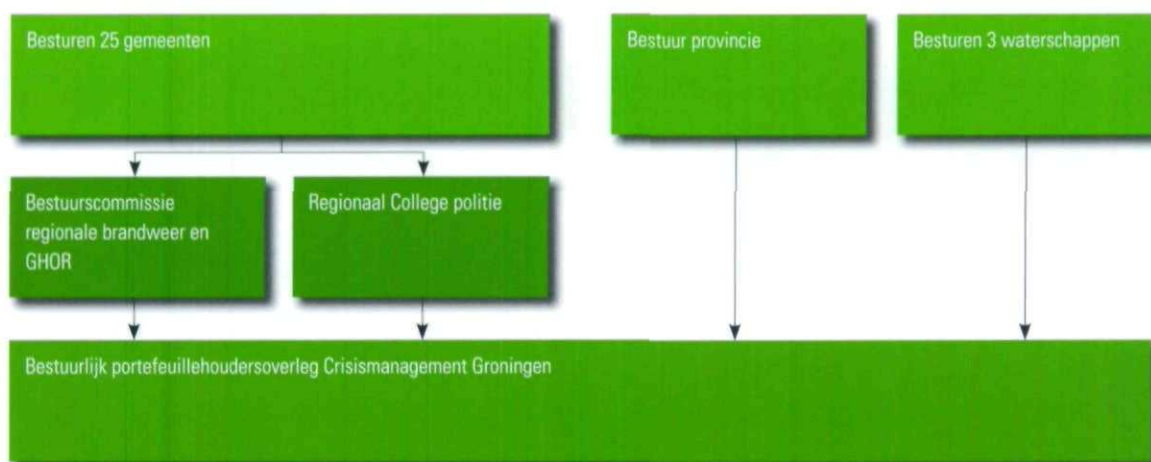 Besturen 25 gemeenten
Bestuur provincie
Besturen 3 waterschappen
Bestuurscommissie
regionale brandweer en
GHOR
Regionaal College politie
Bestuurlijk portefeuillehoudersoverleg Crisismanagement Groningen